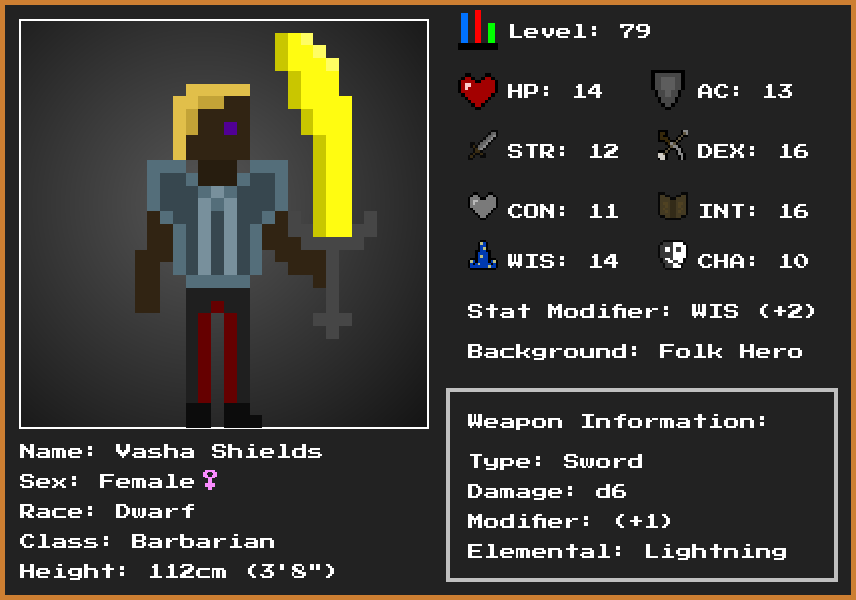 Level: 79
HP: 14 AC: 13
STR: 12 DEX: 16
CON: 11 INT: 16
WIS: 14 CHA: 10
Stat Modifier: WIS (+2)
Background: Folk Hero
Weapon Information:
Type: Sword
Damage: d6
Modifier: (+1)
Elemental: Lightning
Name: Vasha Shields
Sex: Female♀
Race: Dwarf
Class: Barbarian
Height: 112cm (3'8")